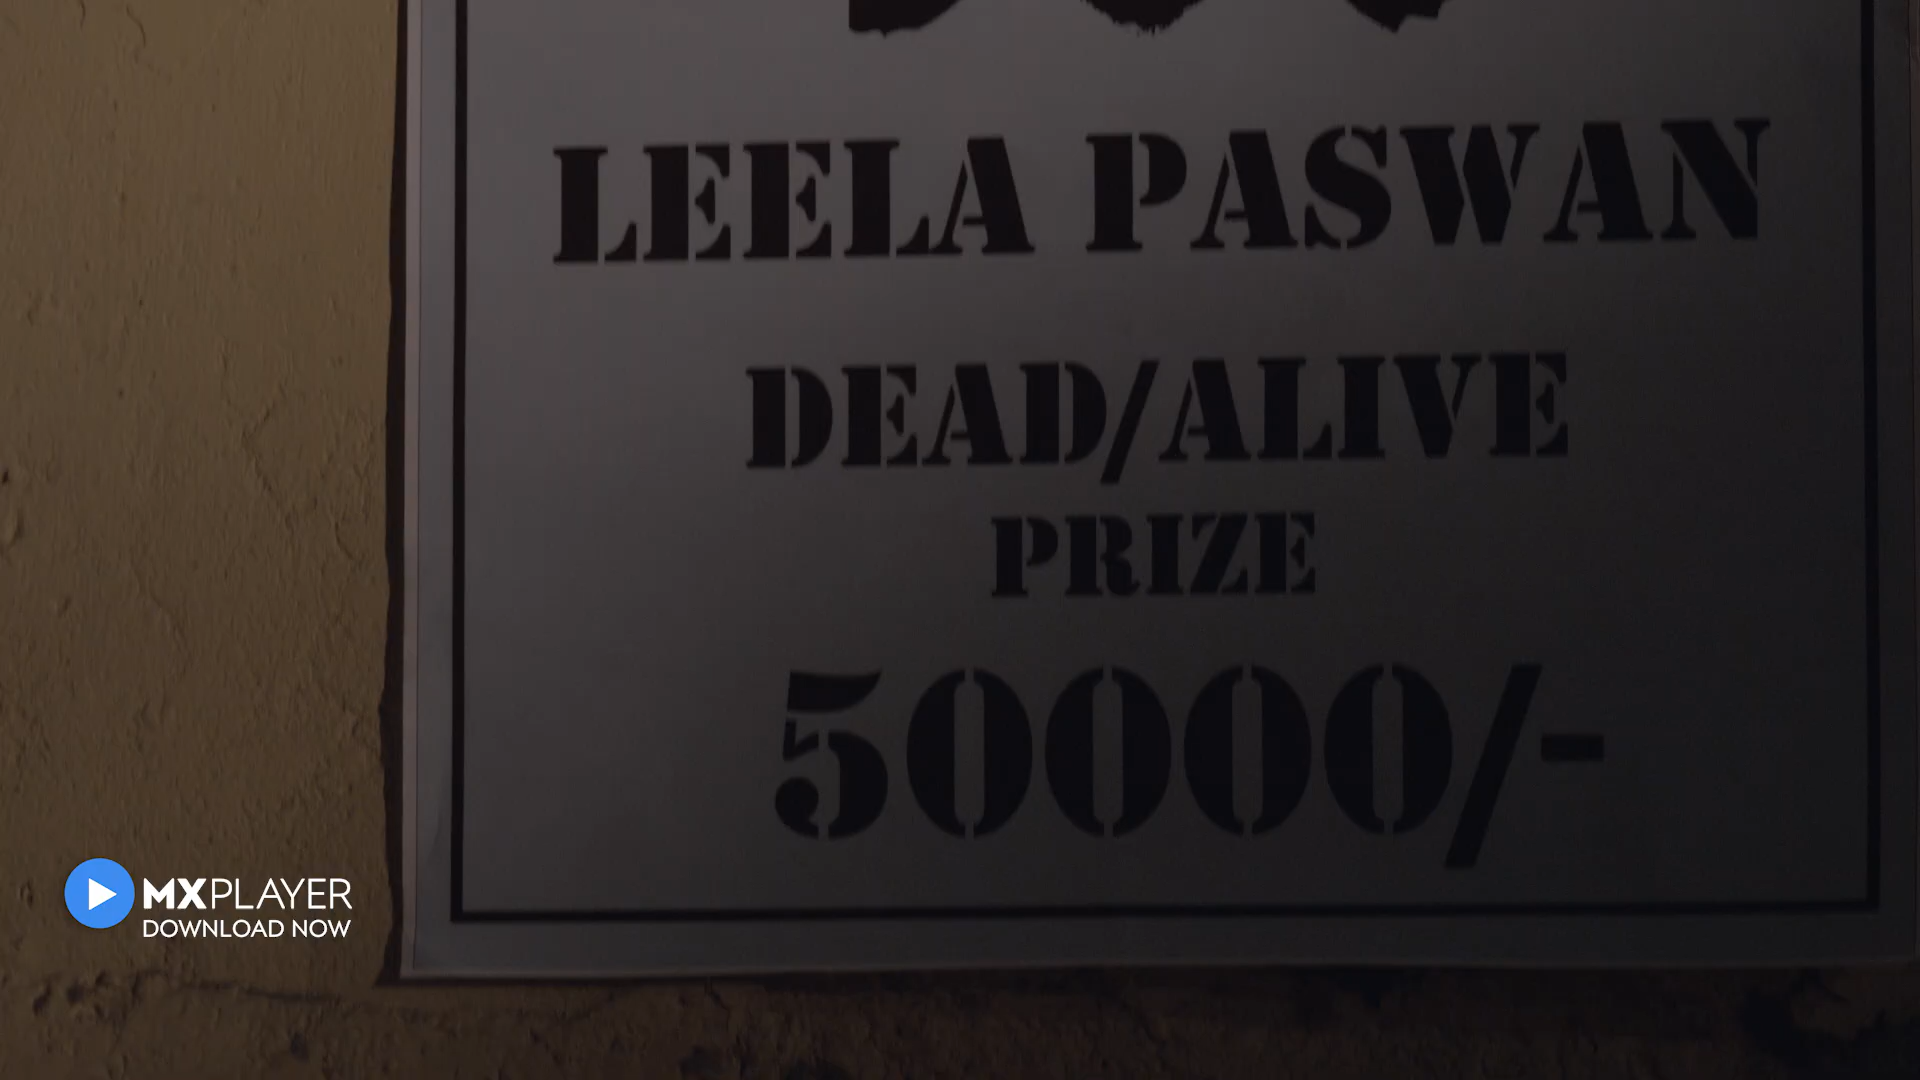 LEELA PASWAN
DEAD/ALIVE
PRIZE
50000/-
MXPLAYER
DOWNLOAD NOW